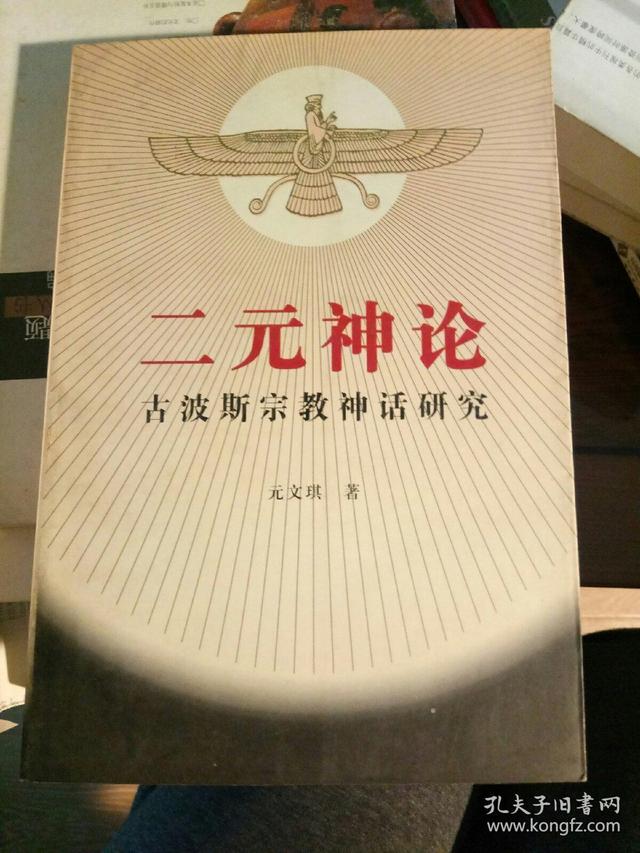 二元神论
古波斯宗教神话研究
元文琪 著
孔夫子旧书网
www.kongfz.com